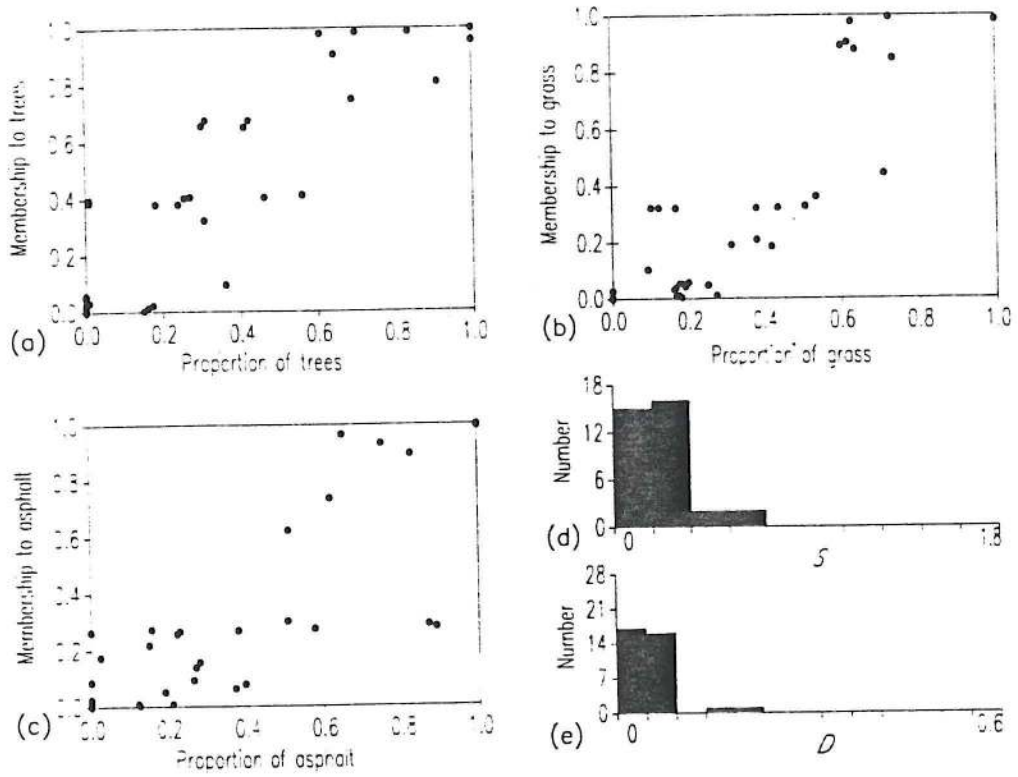 1.0
0.8
0.6
0.4
0.2
0.0
Membership to trees
0.0 0.2 0.4 0.6 0.8 1.0
(a)
Proportion of trees
1.0
0.8
0.6
0.4
0.2
0.0
Membership to grass
0.0 0.2 0.4 0.6 0.8 1.0
(b)
Proportion of grass
1.0
0.8
0.6
0.4
0.2
0.0
Membership to asphalt
0.0 0.2 0.4 0.6 0.8 1.0
(c)
Proportion of asphalt
18
12
6
0
Number
(d)
0 1.8
S
28
21
14
7
0
Number
(e)
0 0.6
D